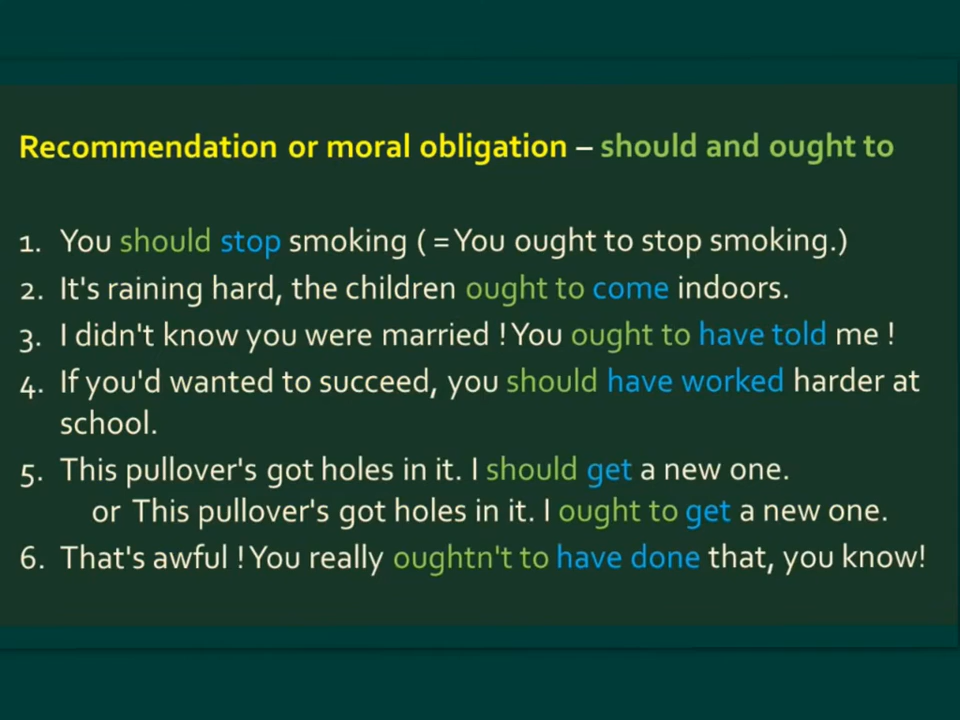 Recommendation or moral obligation – should and ought to
1. You should stop smoking ( = You ought to stop smoking.)
2. It's raining hard, the children ought to come indoors.
3. I didn't know you were married ! You ought to have told me !
4. If you'd wanted to succeed, you should have worked harder at
school.
5. This pullover's got holes in it. I should get a new one.
or This pullover's got holes in it. I ought to get a new one.
6. That's awful ! You really oughtn't to have done that, you know!